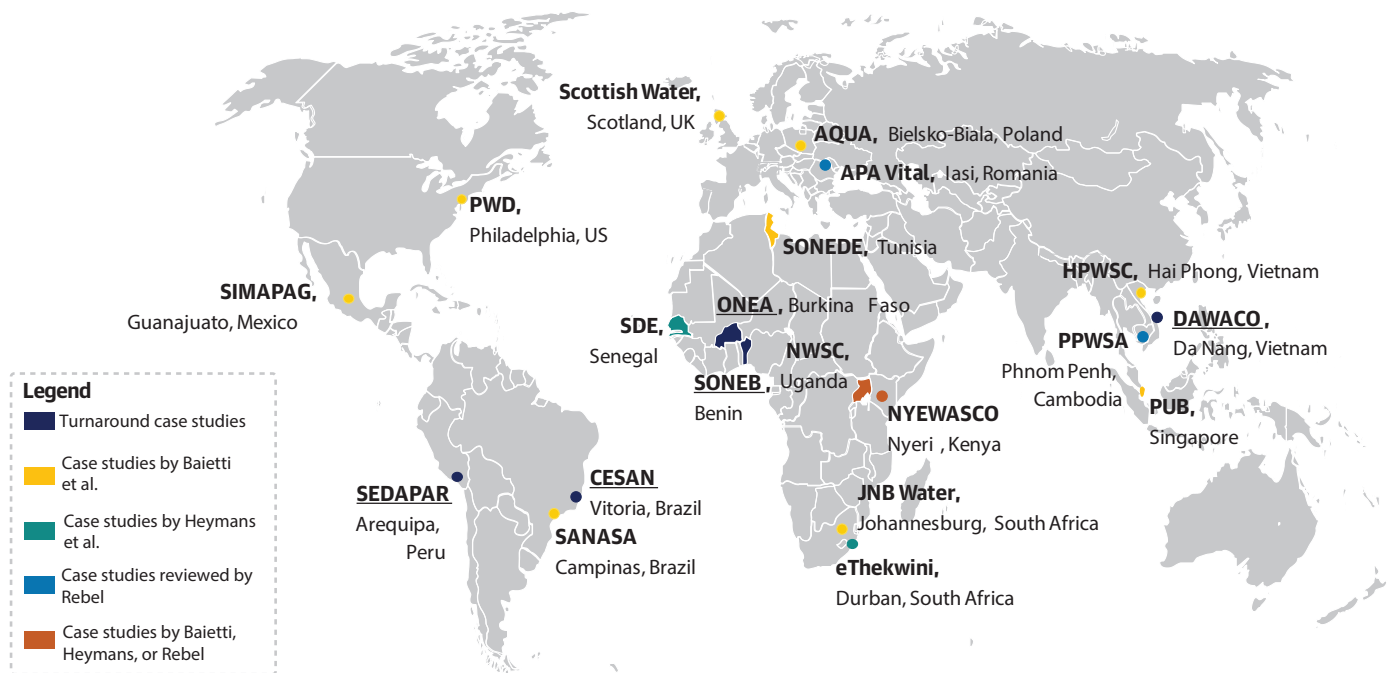 Scottish Water,
Scotland, UK
AQUA, Bielsko-Biala, Poland
APA Vital, Iasi, Romania
PWD,
Philadelphia, US
SONEDE, Tunisia
HPWSC, Hai Phong, Vietnam
SIMAPAG,
Guanajuato, Mexico
ONEA , Burkina Faso
SDE,
Senegal
DAWACO ,
Da Nang, Vietnam
PPWSA
Phnom Penh,
Cambodia
NWSC,
Uganda
SONEB ,
Benin
PUB,
Singapore
NYEWASCO
Nyeri , Kenya
Legend
Turnaround case studies
Case studies by Baietti
et al.
Case studies by Heymans
et al.
Case studies reviewed by
Rebel
Case studies by Baietti,
Heymans, or Rebel
SEDAPAR
Arequipa,
Peru
CESAN
Vitoria, Brazil
SANASA
Campinas, Brazil
JNB Water,
Johannesburg, South Africa
eThekwini,
Durban, South Africa